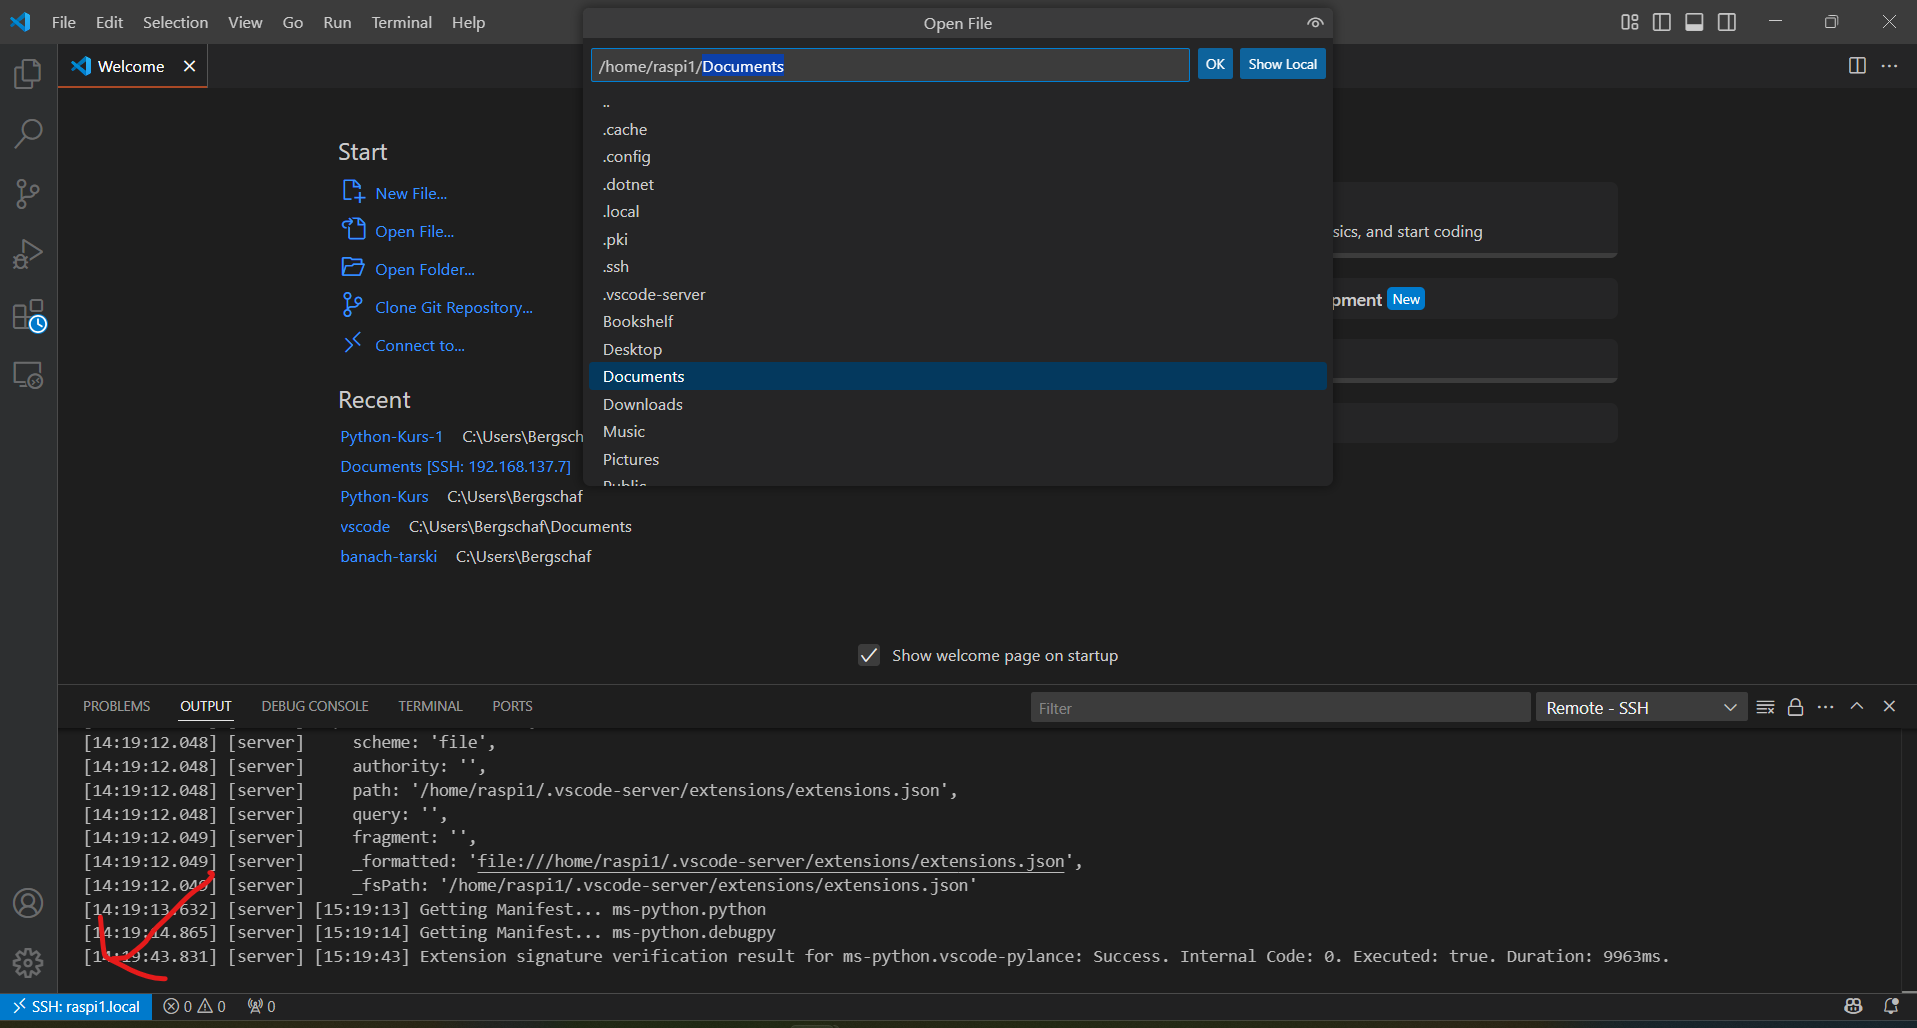 File Edit Selection View Go Run Terminal Help
Open File
Welcome
/home/raspi1/Documents OK Show Local
..
.cache
.config
.dotnet
.local
.pki
.ssh
.vscode-server
Bookshelf
Desktop
Documents
Downloads
Music
Pictures
Public
Start
New File...
Open File...
Open Folder...
Clone Git Repository...
Connect to...
Recent
Python-Kurs-1 C:\Users\Bergsch
Documents [SSH: 192.168.137.7]
Python-Kurs C:\Users\Bergschaf
vscode C:\Users\Bergschaf\Documents
banach-tarski C:\Users\Bergschaf
sics, and start coding
pment New
Show welcome page on startup
PROBLEMS OUTPUT DEBUG CONSOLE TERMINAL PORTS Filter Remote - SSH
[14:19:12.048] [server] scheme: 'file',
[14:19:12.048] [server] authority: '',
[14:19:12.048] [server] path: '/home/raspi1/.vscode-server/extensions/extensions.json',
[14:19:12.048] [server] query: '',
[14:19:12.049] [server] fragment: '',
[14:19:12.049] [server] _formatted: 'file:///home/raspi1/.vscode-server/extensions/extensions.json',
[14:19:12.049] [server] _fsPath: '/home/raspi1/.vscode-server/extensions/extensions.json'
[14:19:13.632] [server] [15:19:13] Getting Manifest... ms-python.python
[14:19:14.865] [server] [15:19:14] Getting Manifest... ms-python.debugpy
[14:19:43.831] [server] [15:19:43] Extension signature verification result for ms-python.vscode-pylance: Success. Internal Code: 0. Executed: true. Duration: 9963ms.
SSH: raspi1.local 0 0 0